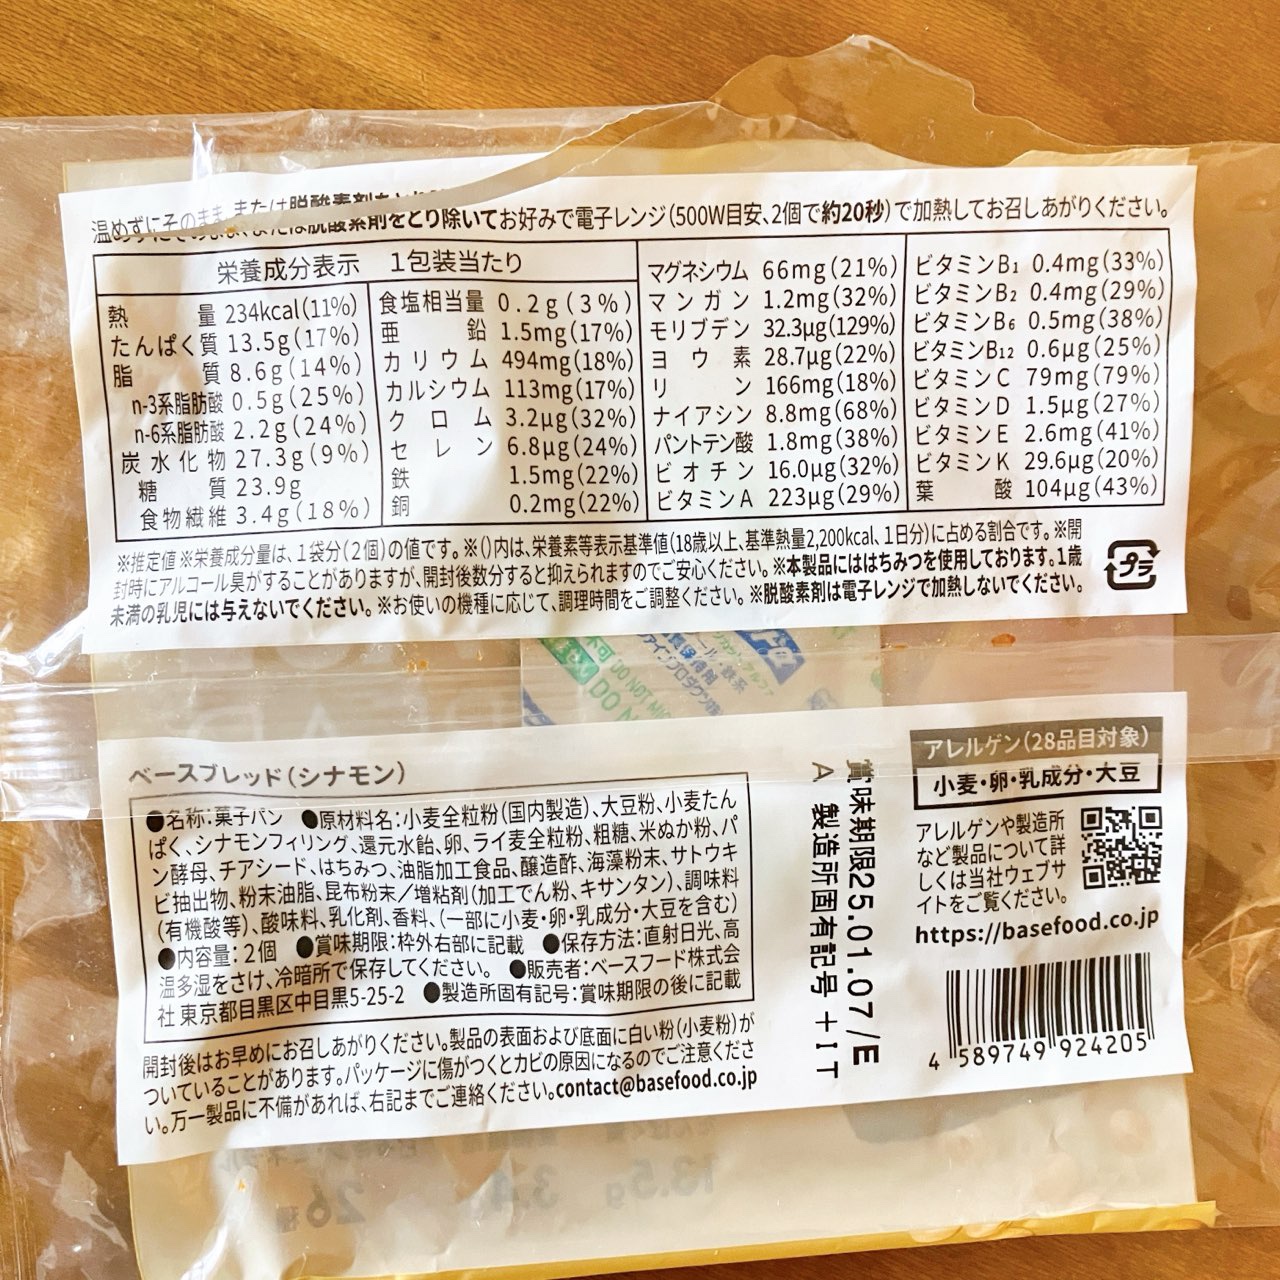 温めずにそのまま、または脱酸素剤をとり除いてお好みで電子レンジ（500W目安、2個で約20秒）で加熱してお召しあがりください。
栄養成分表示 1包装当たり
熱量 234kcal(11%)
たんぱく質 13.5g(17%)
脂質 8.6g(14%)
n-3系脂肪酸 0.5g(25%)
n-6系脂肪酸 2.2g(24%)
炭水化物 27.3g(9%)
糖質 23.9g
食物繊維 3.4g(18%)
食塩相当量 0.2g(3%)
亜鉛 1.5mg(17%)
カリウム 494mg(18%)
カルシウム 113mg(17%)
クロム 3.2μg(32%)
セレン 6.8μg(24%)
鉄 1.5mg(22%)
銅 0.2mg(22%)
マグネシウム 66mg(21%)
マンガン 1.2mg(32%)
モリブデン 32.3μg(129%)
ヨウ素 28.7μg(22%)
リン 166mg(18%)
ナイアシン 8.8mg(68%)
パントテン酸 1.8mg(38%)
ビオチン 16.0μg(32%)
ビタミンA 223μg(29%)
ビタミンB1 0.4mg(33%)
ビタミンB2 0.4mg(29%)
ビタミンB6 0.5mg(38%)
ビタミンB12 0.6μg(25%)
ビタミンC 79mg(79%)
ビタミンD 1.5μg(27%)
ビタミンE 2.6mg(41%)
ビタミンK 29.6μg(20%)
葉酸 104μg(43%)
※推定値 ※栄養成分量は、1袋分(2個)の値です。※()内は、栄養素等表示基準値(18歳以上、基準熱量2,200kcal、1日分)に占める割合です。※開
封時にアルコール臭がすることがありますが、開封後数分すると抑えられますのでご安心ください。※本製品にははちみつを使用しております。1歳
未満の乳児には与えないでください。※お使いの機種に応じて、調理時間をご調整ください。※脱酸素剤は電子レンジで加熱しないでください。
プラ
不可 DO NOT
DO N
ベースブレッド（シナモン）
●名称：菓子パン ●原材料名：小麦全粒粉（国内製造）、大豆粉、小麦たん
ぱく、シナモンフィリング、還元水飴、卵、ライ麦全粒粉、粗糖、米ぬか粉、パ
ン酵母、チアシード、はちみつ、油脂加工食品、醸造酢、海藻粉末、サトウキ
ビ抽出物、粉末油脂、昆布粉末／増粘剤（加工でん粉、キサンタン）、調味料
（有機酸等）、酸味料、乳化剤、香料、（一部に小麦・卵・乳成分・大豆を含む）
●内容量：2個 ●賞味期限：枠外右部に記載 ●保存方法：直射日光、高
温多湿をさけ、冷暗所で保存してください。 ●販売者：ベースフード株式会
社 東京都目黒区中目黒5-25-2 ●製造所固有記号：賞味期限の後に記載
開封後はお早めにお召しあがりください。製品の表面および底面に白い粉（小麦粉）が
ついていることがあります。パッケージに傷がつくとカビの原因になるのでご注意くださ
い。万一製品に不備があれば、右記までご連絡ください。contact@basefood.co.jp
賞味期限25.01.07/E
A 製造所固有記号 +IT
アレルゲン（28品目対象）
小麦・卵・乳成分・大豆
アレルゲンや製造所
など製品について詳
しくは当社ウェブサ
イトをご覧ください。
https://basefood.co.jp
4 589749 924205
13.5g
3.4
26種